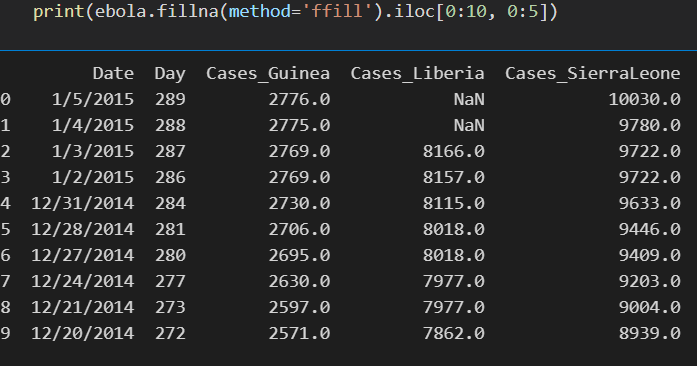 print(ebola.fillna(method='ffill').iloc[0:10, 0:5])
Date Day Cases_Guinea Cases_Liberia Cases_SierraLeone
0 1/5/2015 289 2776.0 NaN 10030.0
1 1/4/2015 288 2775.0 NaN 9780.0
2 1/3/2015 287 2769.0 8166.0 9722.0
3 1/2/2015 286 2769.0 8157.0 9722.0
4 12/31/2014 284 2730.0 8115.0 9633.0
5 12/28/2014 281 2706.0 8018.0 9446.0
6 12/27/2014 280 2695.0 8018.0 9409.0
7 12/24/2014 277 2630.0 7977.0 9203.0
8 12/21/2014 273 2597.0 7977.0 9004.0
9 12/20/2014 272 2571.0 7862.0 8939.0